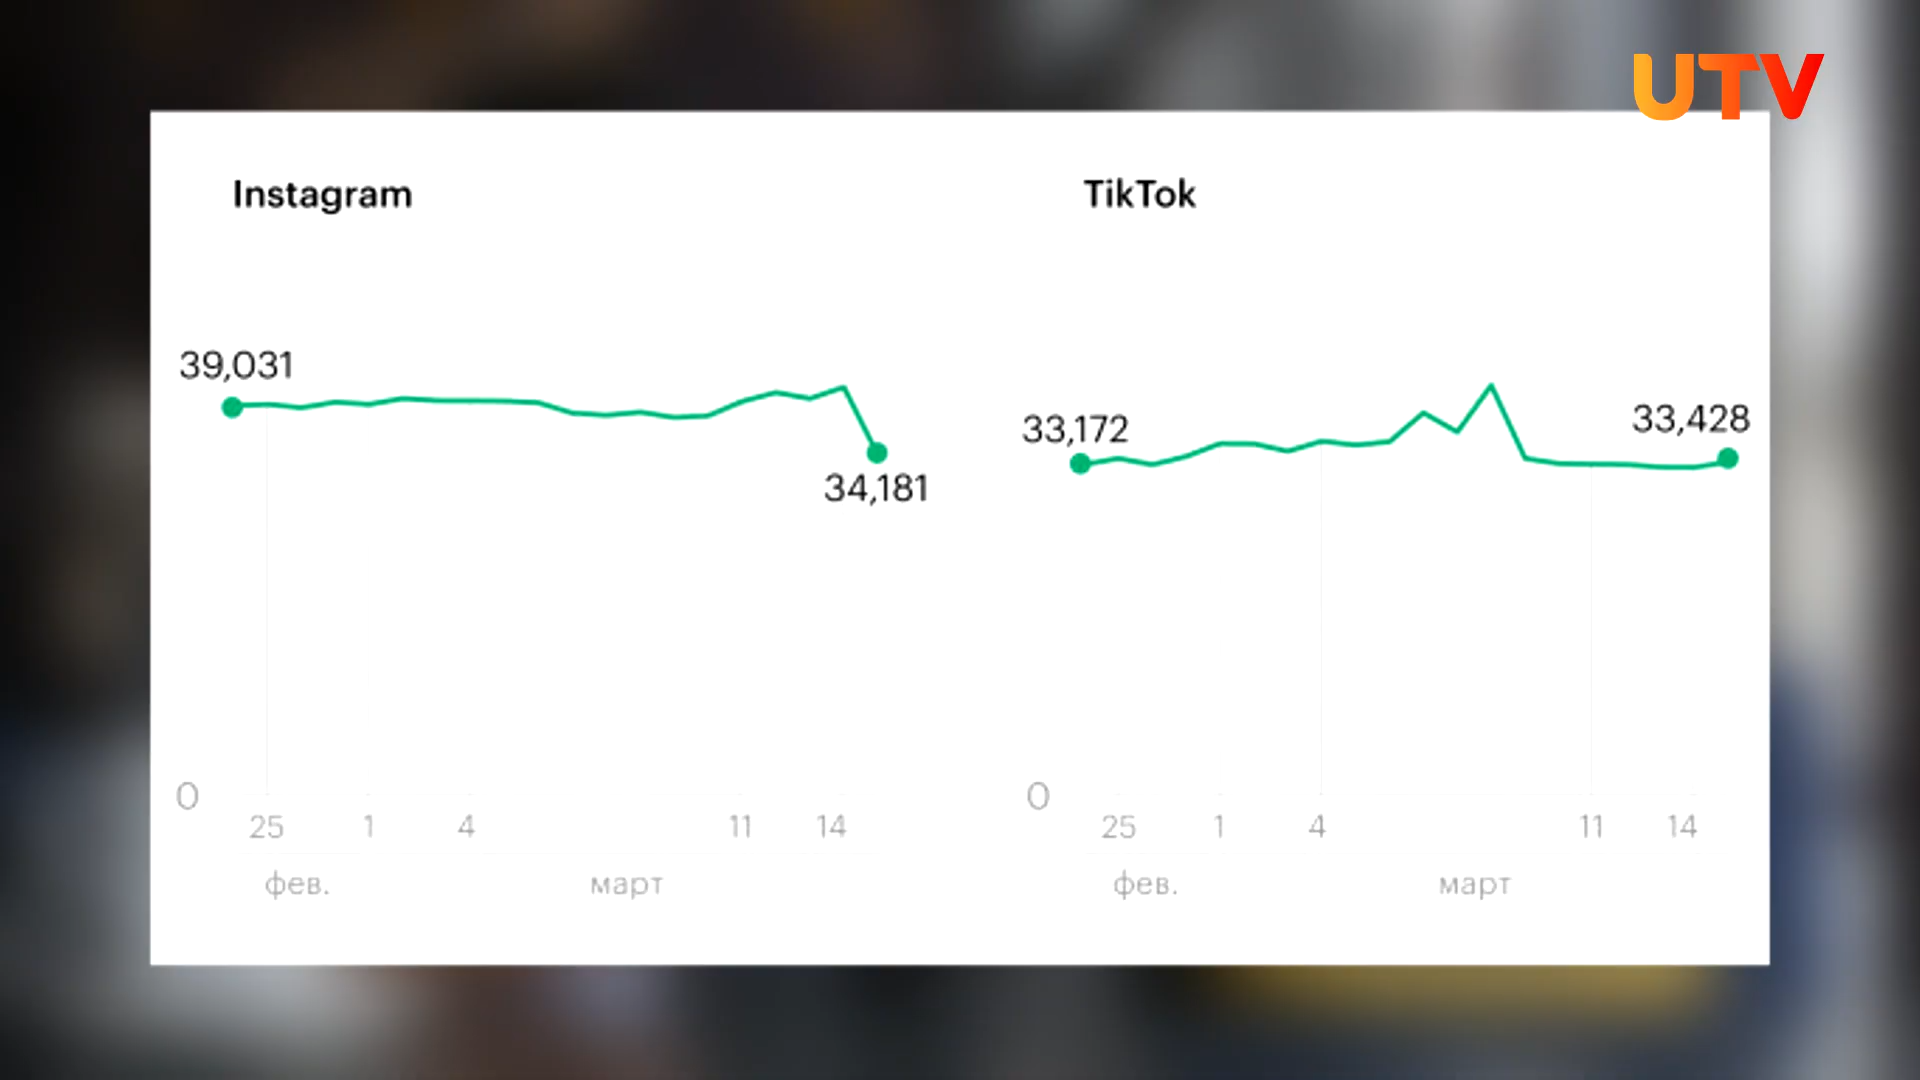 UTV
Instagram
39,031
34,181
0
25 1 4 11 14
фев. март
TikTok
33,172
33,428
0
25 1 4 11 14
фев. март